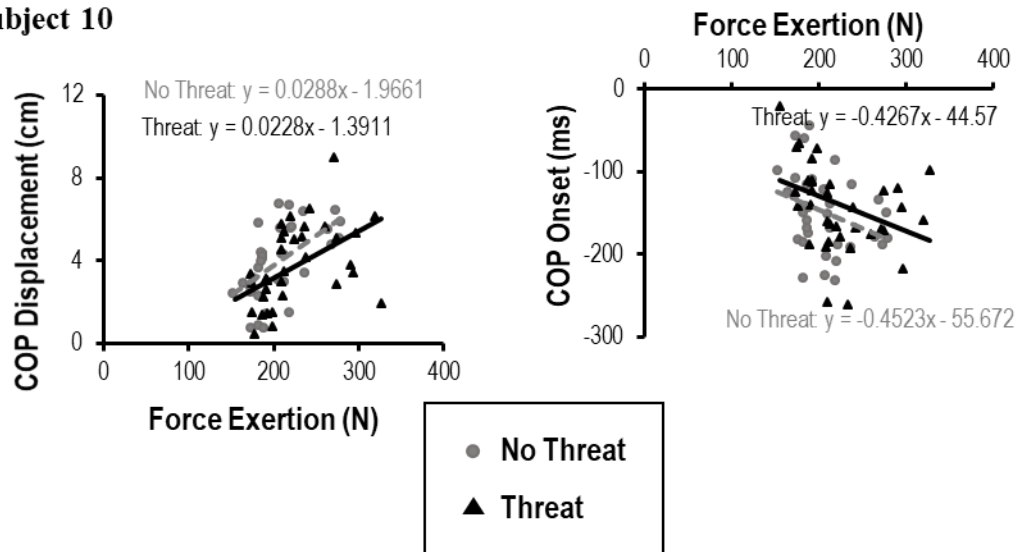 ubject 10
No Threat: y = 0.0288x - 1.9661
Threat: y = 0.0228x - 1.3911
12
8
4
0
COP Displacement (cm)
0 100 200 300 400
Force Exertion (N)
Force Exertion (N)
0 100 200 300 400
0
-100
-200
-300
COP Onset (ms)
Threat: y = -0.4267x - 44.57
No Threat: y = -0.4523x - 55.672
No Threat
Threat